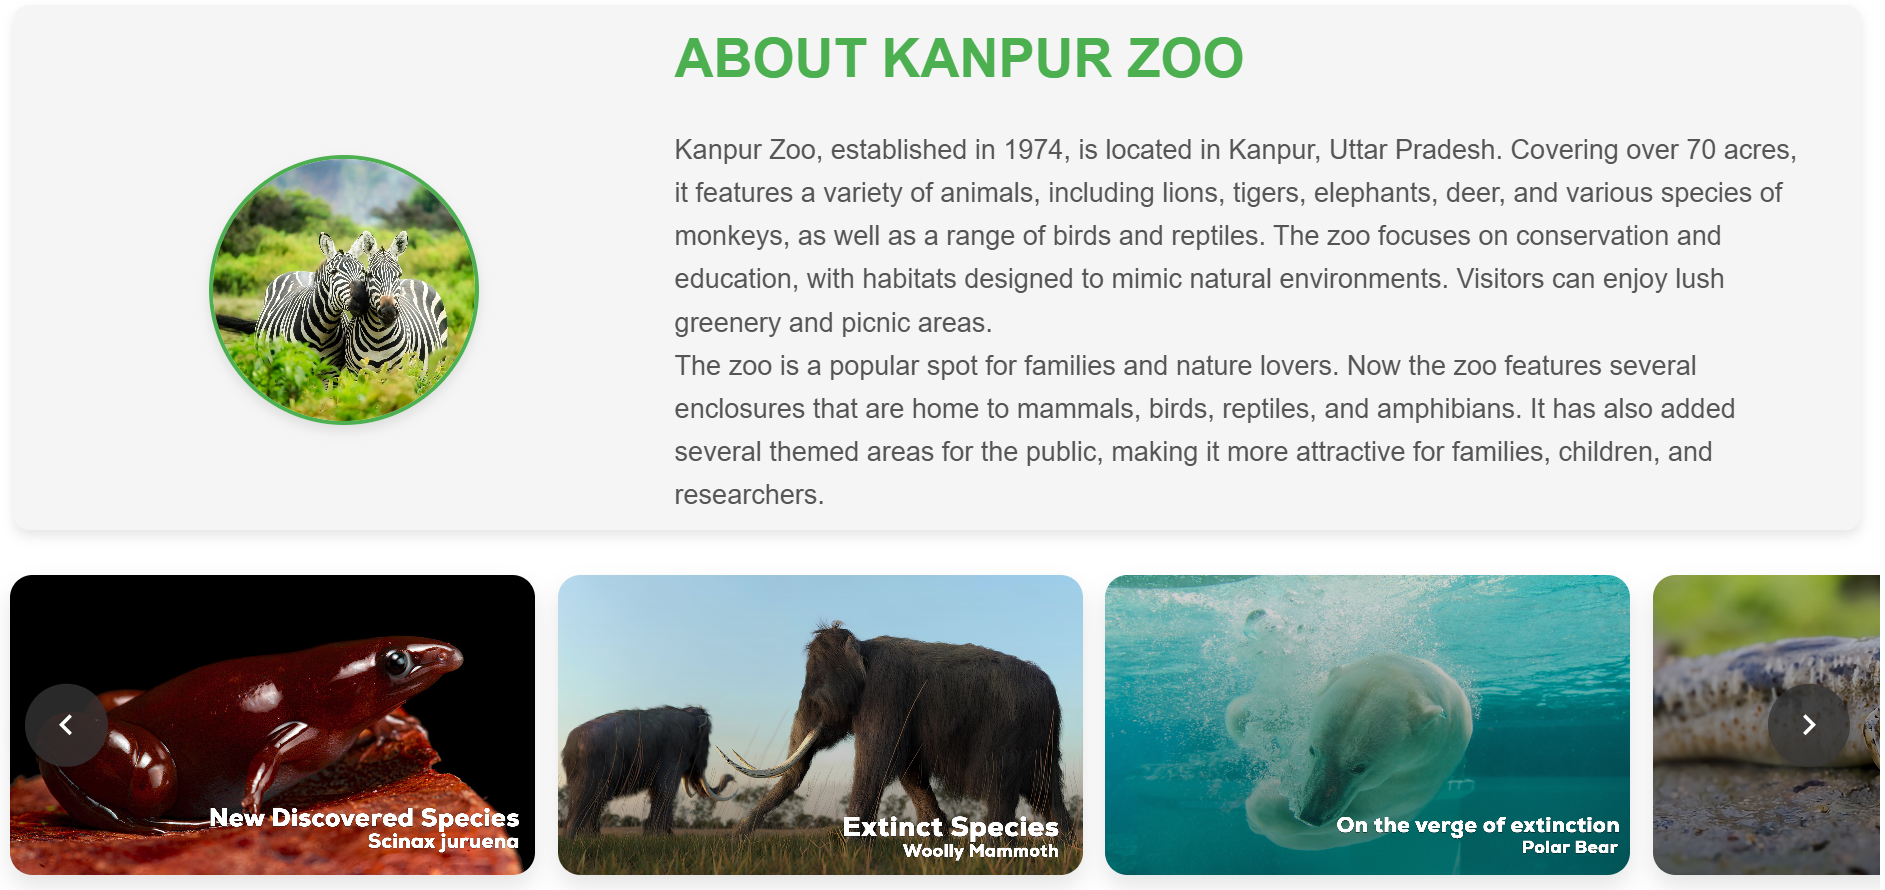 ABOUT KANPUR ZOO
Kanpur Zoo, established in 1974, is located in Kanpur, Uttar Pradesh. Covering over 70 acres,
it features a variety of animals, including lions, tigers, elephants, deer, and various species of
monkeys, as well as a range of birds and reptiles. The zoo focuses on conservation and
education, with habitats designed to mimic natural environments. Visitors can enjoy lush
greenery and picnic areas.
The zoo is a popular spot for families and nature lovers. Now the zoo features several
enclosures that are home to mammals, birds, reptiles, and amphibians. It has also added
several themed areas for the public, making it more attractive for families, children, and
researchers.
New Discovered Species
Scinax juruena
Extinct Species
Woolly Mammoth
On the verge of extinction
Polar Bear